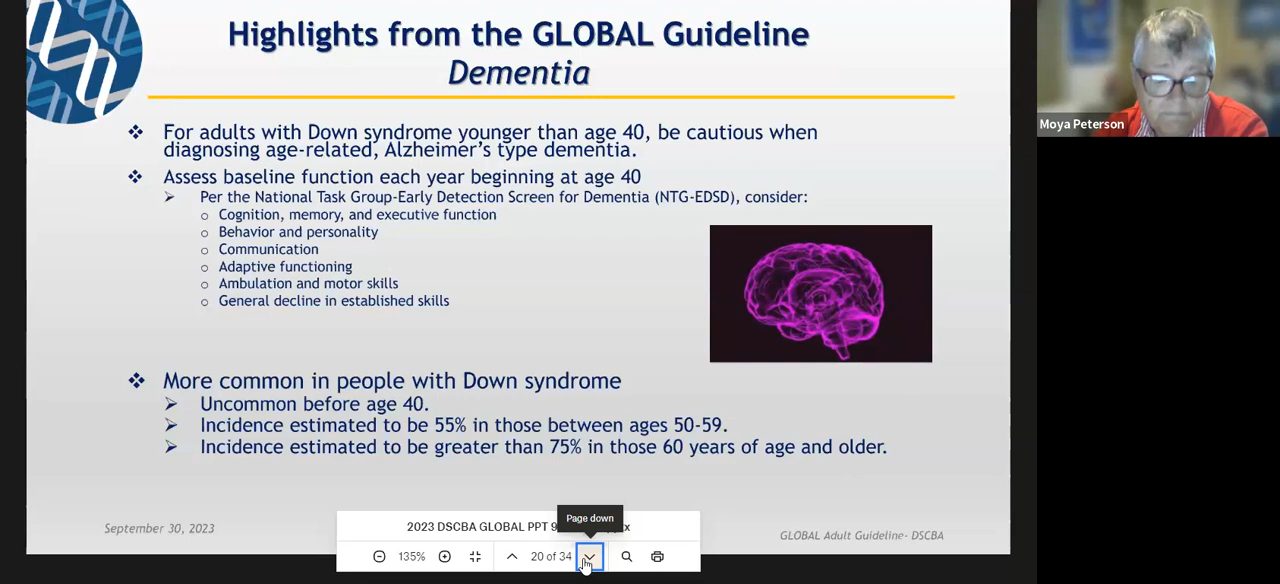 Highlights from the GLOBAL Guideline
Dementia
For adults with Down syndrome younger than age 40, be cautious when
diagnosing age-related, Alzheimer's type dementia.
Assess baseline function each year beginning at age 40
Per the National Task Group-Early Detection Screen for Dementia (NTG-EDSD), consider:
Cognition, memory, and executive function
Behavior and personality
Communication
Adaptive functioning
Ambulation and motor skills
General decline in established skills
More common in people with Down syndrome
Uncommon before age 40.
Incidence estimated to be 55% in those between ages 50-59.
Incidence estimated to be greater than 75% in those 60 years of age and older.
September 30, 2023
GLOBAL Adult Guideline- DSCBA
Moya Peterson
Page down
2023 DSCBA GLOBAL PPT 9
135%
20 of 34